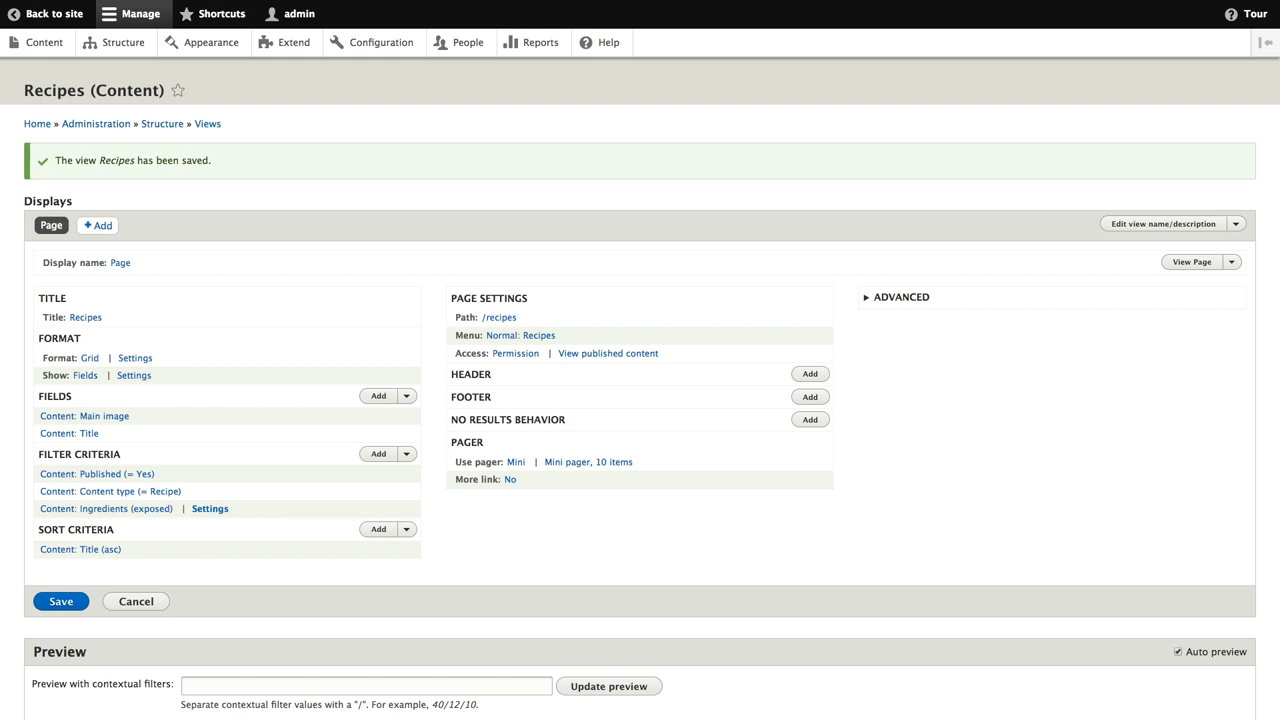 Back to site Manage Shortcuts admin Tour
Content Structure Appearance Extend Configuration People Reports Help
Recipes (Content)
Home » Administration » Structure » Views
The view Recipes has been saved.
Displays
Page + Add Edit view name/description
Display name: Page View Page
TITLE
Title: Recipes
FORMAT
Format: Grid | Settings
Show: Fields | Settings
FIELDS Add
Content: Main image
Content: Title
FILTER CRITERIA Add
Content: Published (= Yes)
Content: Content type (= Recipe)
Content: Ingredients (exposed) | Settings
SORT CRITERIA Add
Content: Title (asc)
PAGE SETTINGS
Path: /recipes
Menu: Normal: Recipes
Access: Permission | View published content
HEADER Add
FOOTER Add
NO RESULTS BEHAVIOR Add
PAGER
Use pager: Mini | Mini pager, 10 items
More link: No
ADVANCED
Save Cancel
Preview Auto preview
Preview with contextual filters: Update preview
Separate contextual filter values with a "/". For example, 40/12/10.